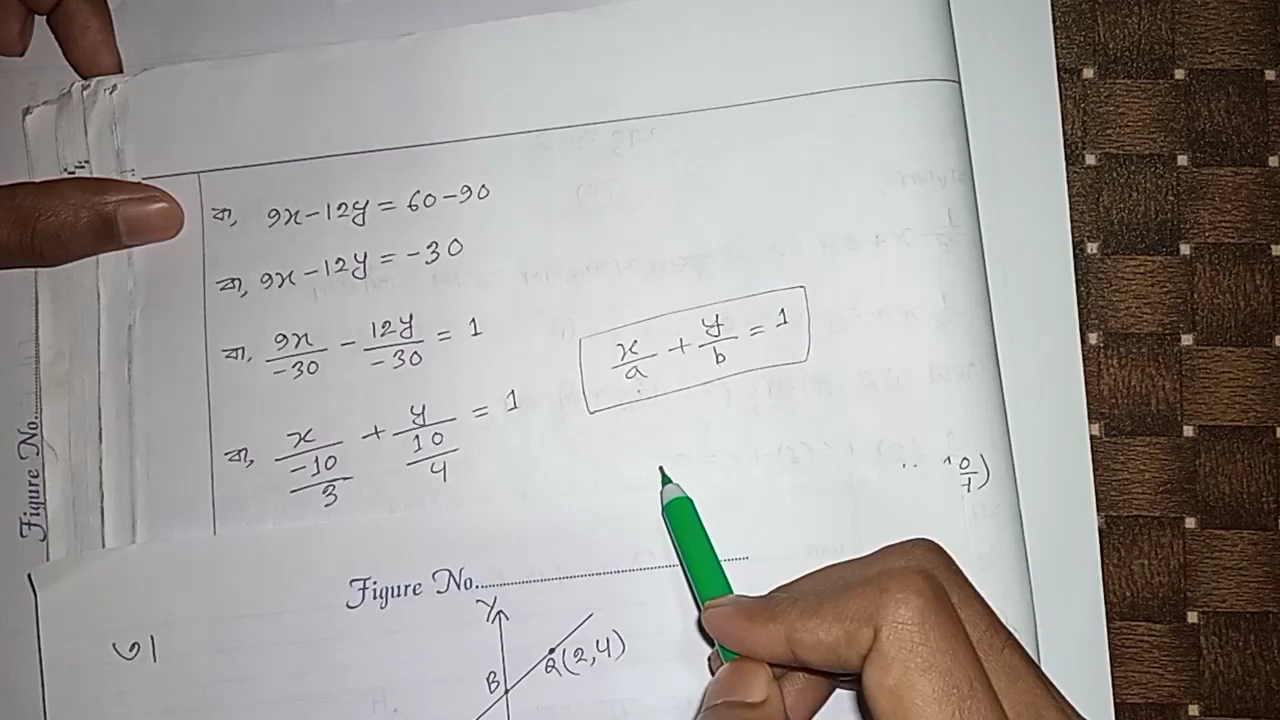 বা, 9x-12y = 60-90
বা, 9x-12y = -30
বা, 9x/-30 - 12y/-30 = 1
x/a + y/b = 1
বা, x/(-10/3) + y/(10/4) = 1
Figure No.
Figure No.
৩।
Y
Q(2,4)
B